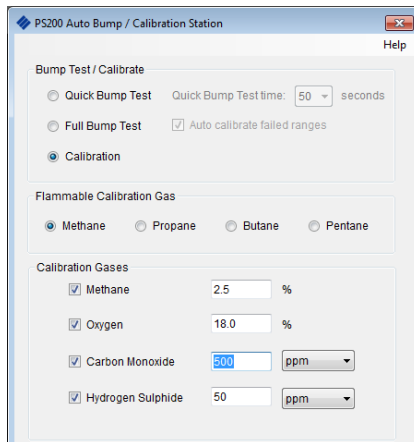 PS200 Auto Bump / Calibration Station
Help
Bump Test / Calibrate
Quick Bump Test Quick Bump Test time: 50 seconds
Full Bump Test Auto calibrate failed ranges
Calibration
Flammable Calibration Gas
Methane Propane Butane Pentane
Calibration Gases
Methane 2.5 %
Oxygen 18.0 %
Carbon Monoxide 500 ppm
Hydrogen Sulphide 50 ppm